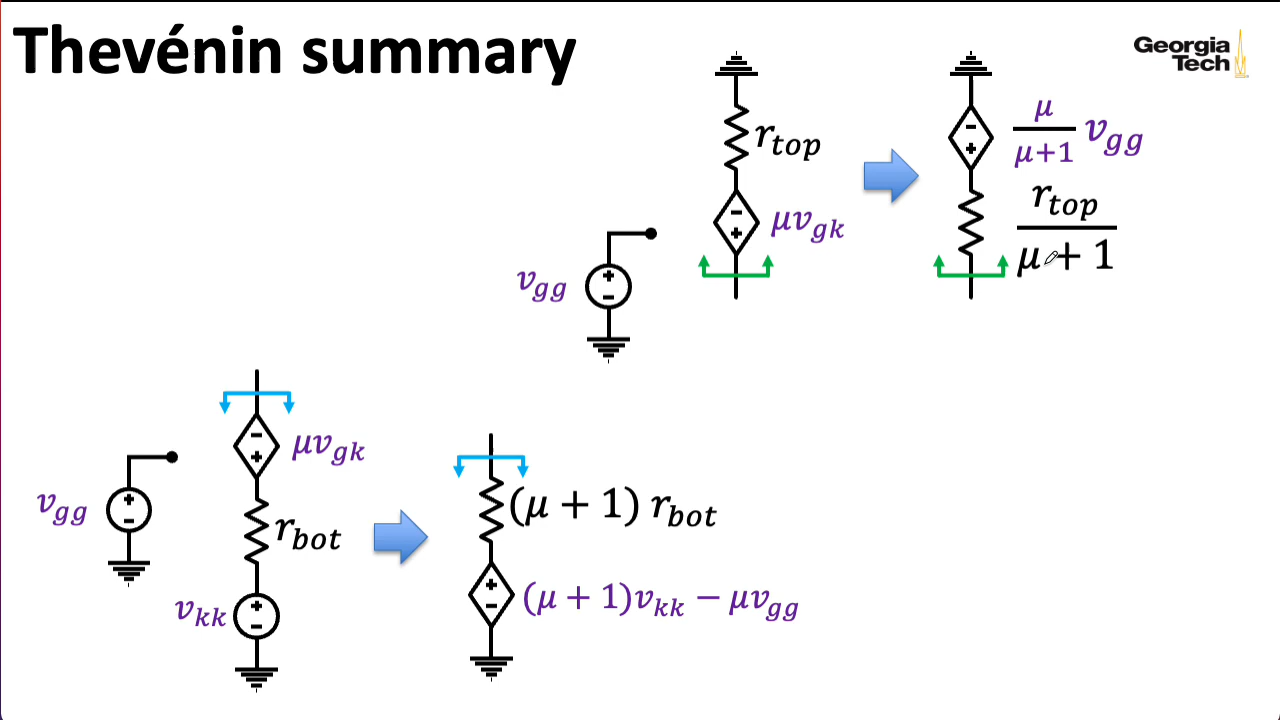 Thevénin summary
Georgia
Tech
r_top
μv_gk
v_gg
μ/(μ+1) v_gg
r_top/(μ + 1)
v_gg
μv_gk
r_bot
v_kk
(μ + 1) r_bot
(μ + 1)v_kk − μv_gg